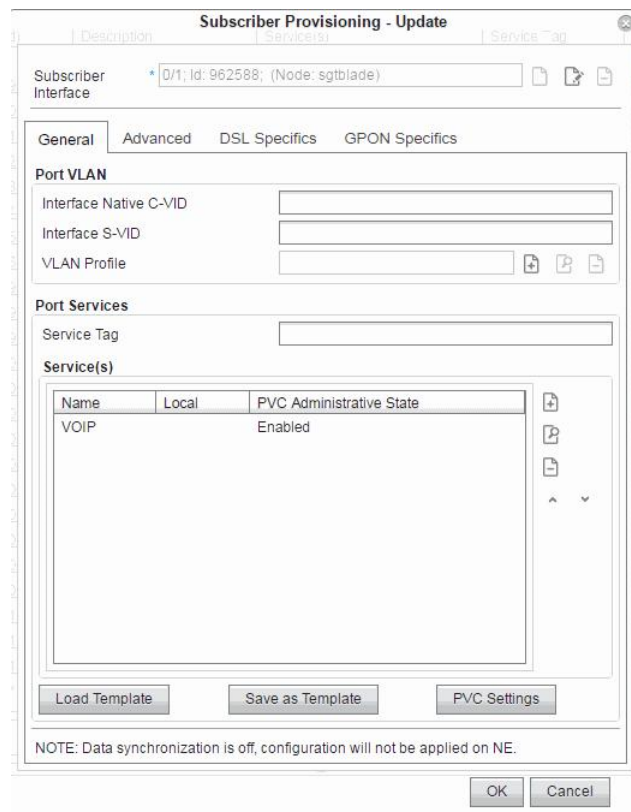 Subscriber Provisioning - Update
Description Service(s) Service Tag
Subscriber Interface * 0/1; Id: 962588; (Node: sgtblade)
General Advanced DSL Specifics GPON Specifics
Port VLAN
Interface Native C-VID
Interface S-VID
VLAN Profile
Port Services
Service Tag
Service(s)
Name Local PVC Administrative State
VOIP Enabled
Load Template Save as Template PVC Settings
NOTE: Data synchronization is off, configuration will not be applied on NE.
OK Cancel